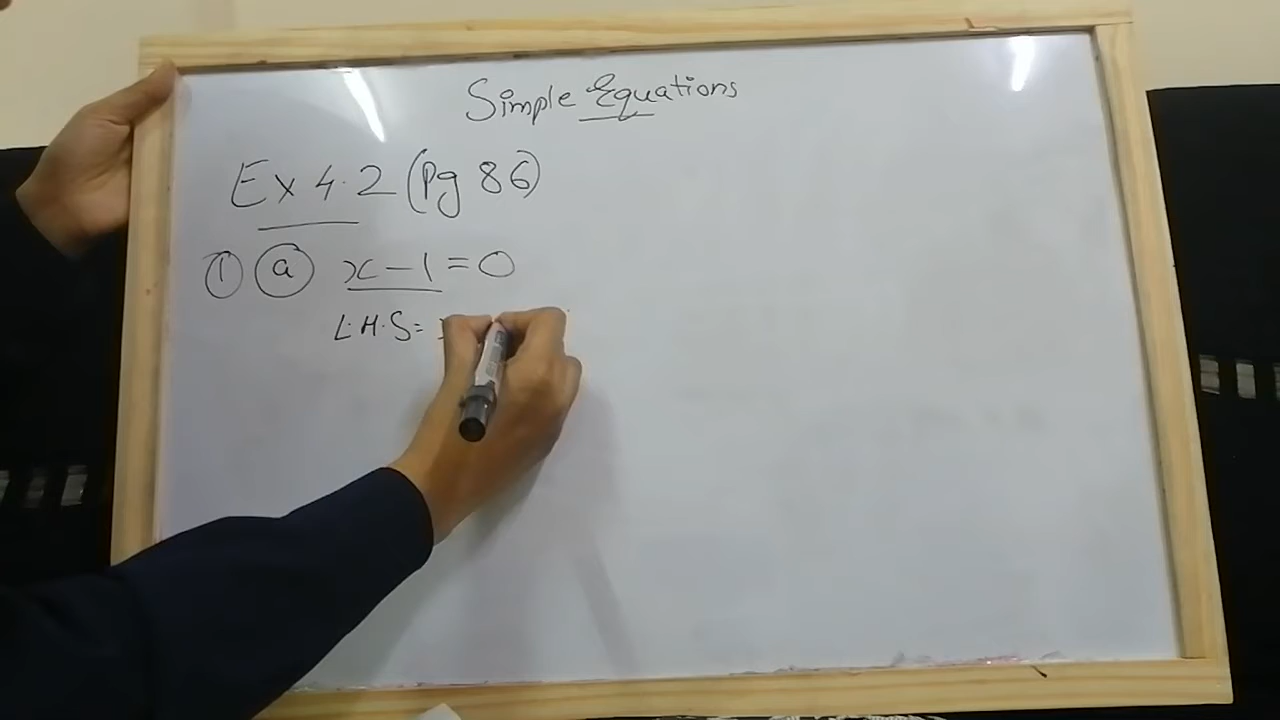 Simple Equations
Ex 4.2 (Pg 86)
① ⓐ x - 1 = 0
L.H.S =